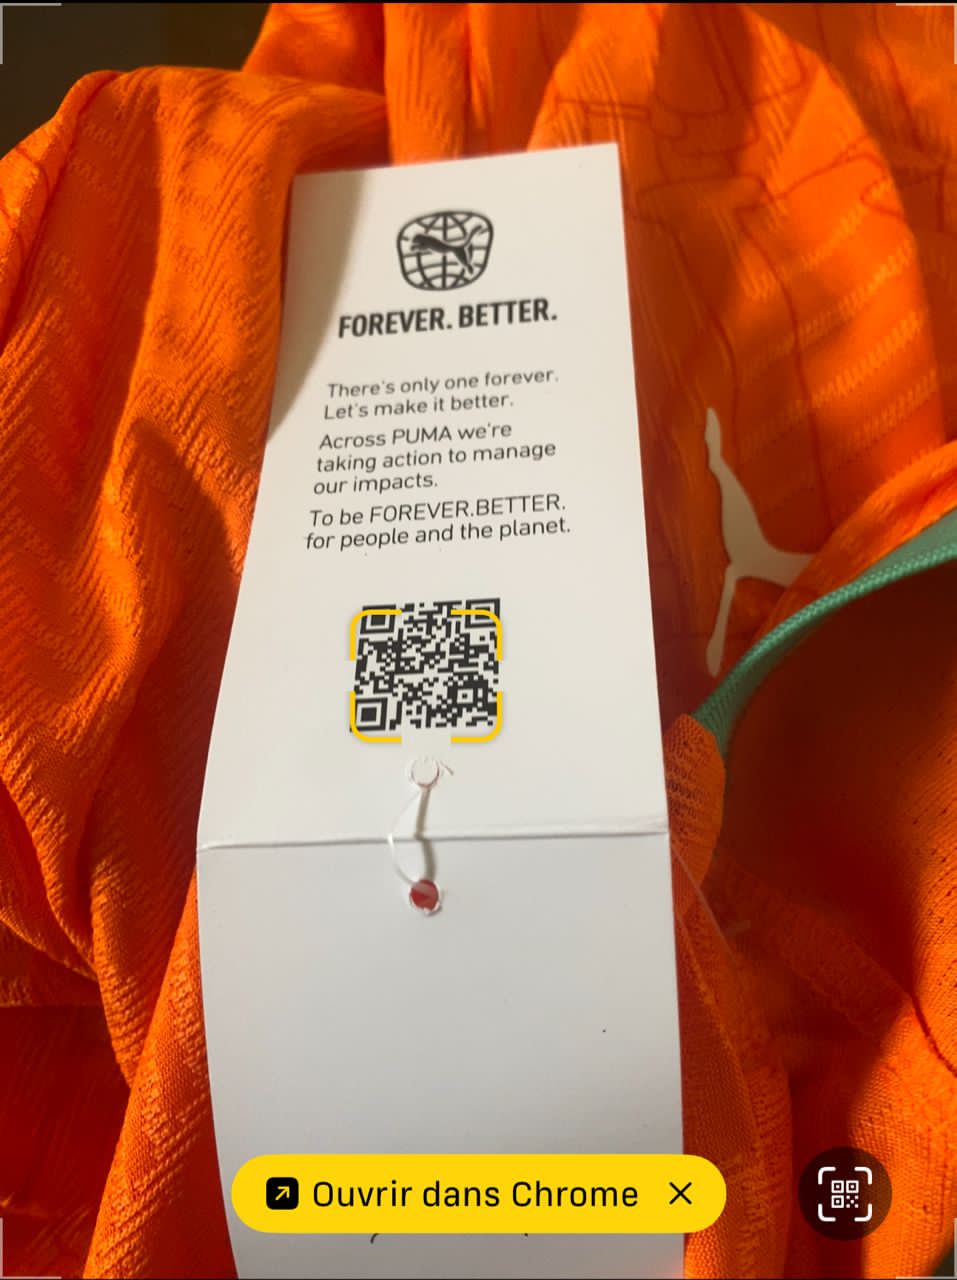 FOREVER. BETTER.
There's only one forever.
Let's make it better.
Across PUMA we're
taking action to manage
our impacts.
To be FOREVER.BETTER.
for people and the planet.
Ouvrir dans Chrome